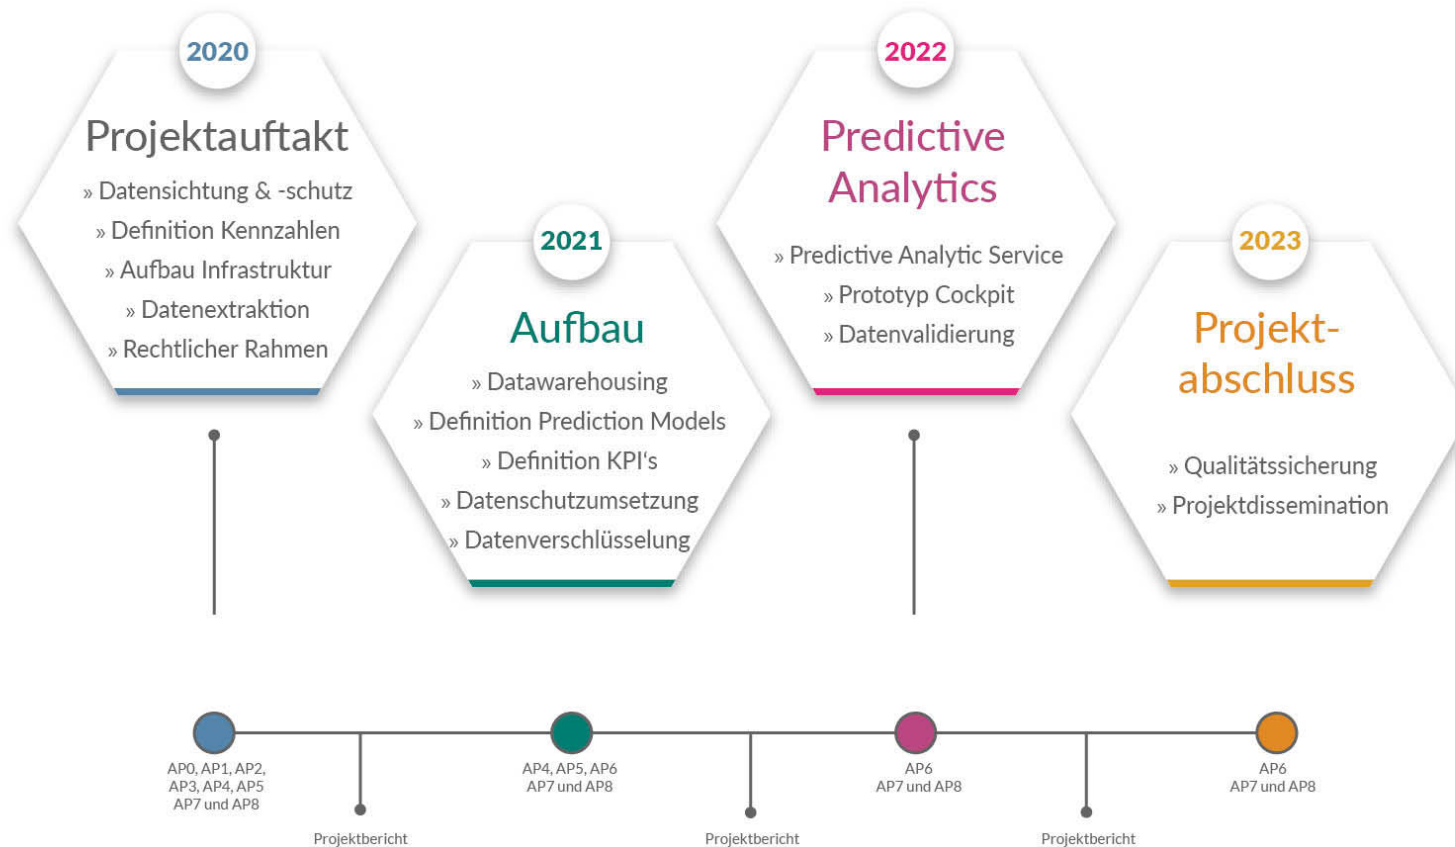 2020
Projektauftakt
» Datensichtung & -schutz
» Definition Kennzahlen
» Aufbau Infrastruktur
» Datenextraktion
» Rechtlicher Rahmen
2021
Aufbau
» Datawarehousing
» Definition Prediction Models
» Definition KPI‘s
» Datenschutzumsetzung
» Datenverschlüsselung
2022
Predictive
Analytics
» Predictive Analytic Service
» Prototyp Cockpit
» Datenvalidierung
2023
Projekt-
abschluss
» Qualitätssicherung
» Projektdissemination
AP0, AP1, AP2,
AP3, AP4, AP5
AP7 und AP8
Projektbericht
AP4, AP5, AP6
AP7 und AP8
Projektbericht
AP6
AP7 und AP8
Projektbericht
AP6
AP7 und AP8